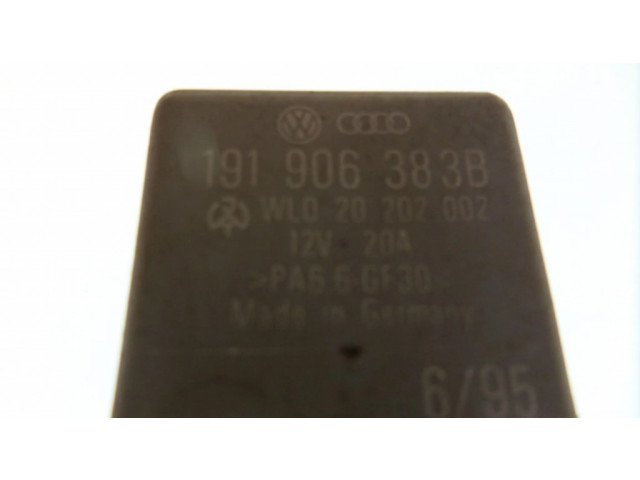 191 906 383B
WLD 20 202 002
12V 20A
>PA6 6 GF30
Made in Germany
6/95